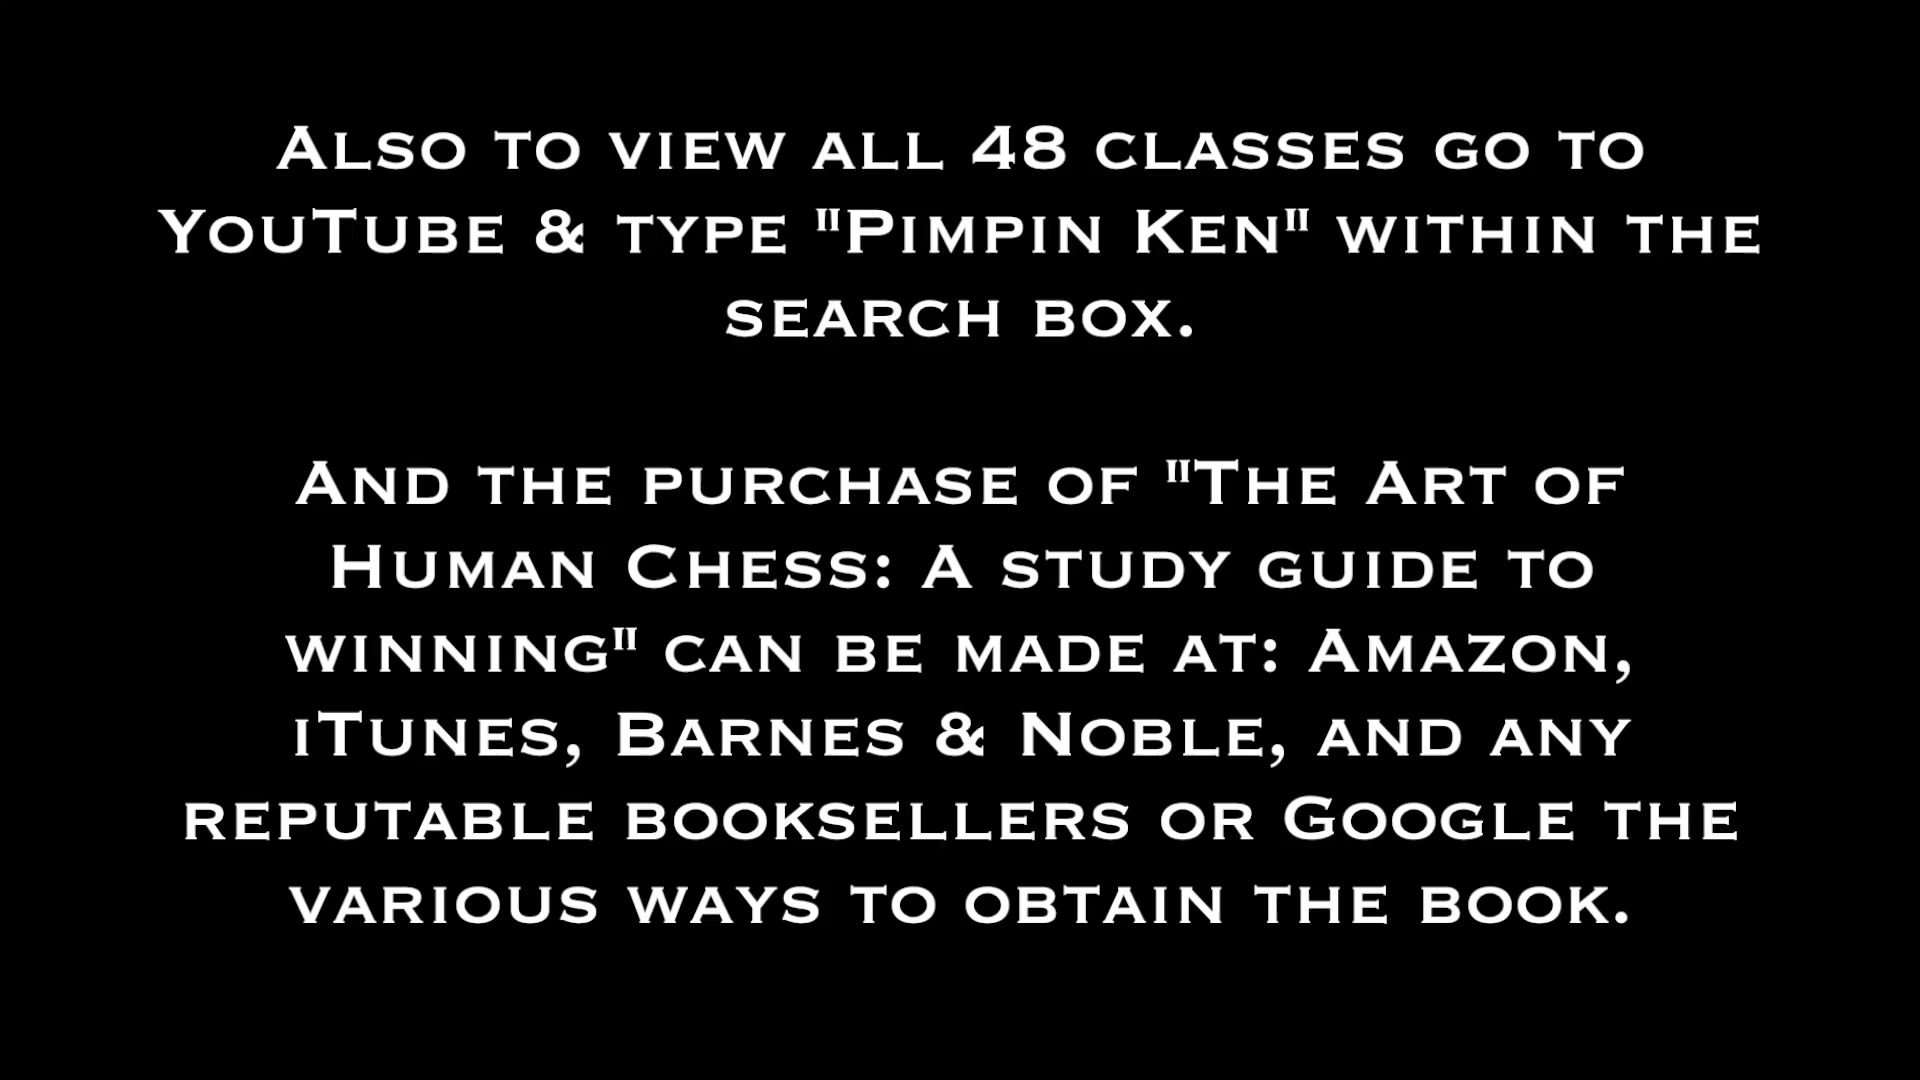 Also to view all 48 classes go to
YouTube & type "Pimpin Ken" within the
search box.
And the purchase of "The Art of
Human Chess: A study guide to
winning" can be made at: Amazon,
iTunes, Barnes & Noble, and any
reputable booksellers or Google the
various ways to obtain the book.